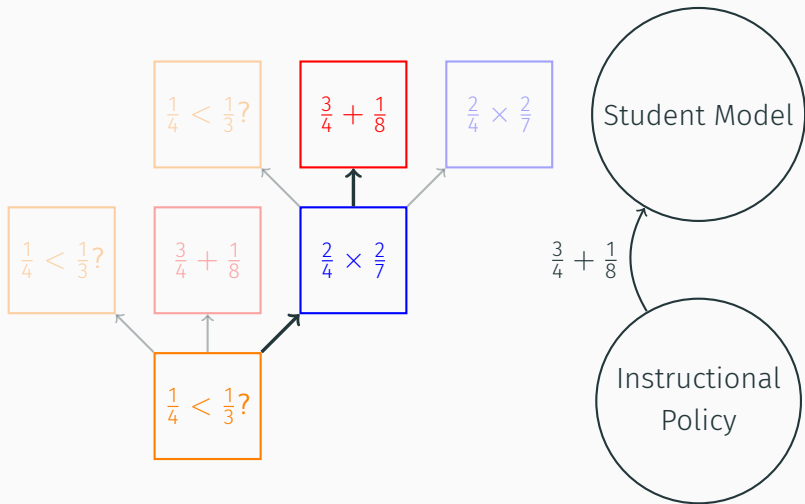 1/4 < 1/3?
3/4 + 1/8
2/4 × 2/7
Student Model
1/4 < 1/3?
3/4 + 1/8
2/4 × 2/7
3/4 + 1/8
1/4 < 1/3?
Instructional
Policy